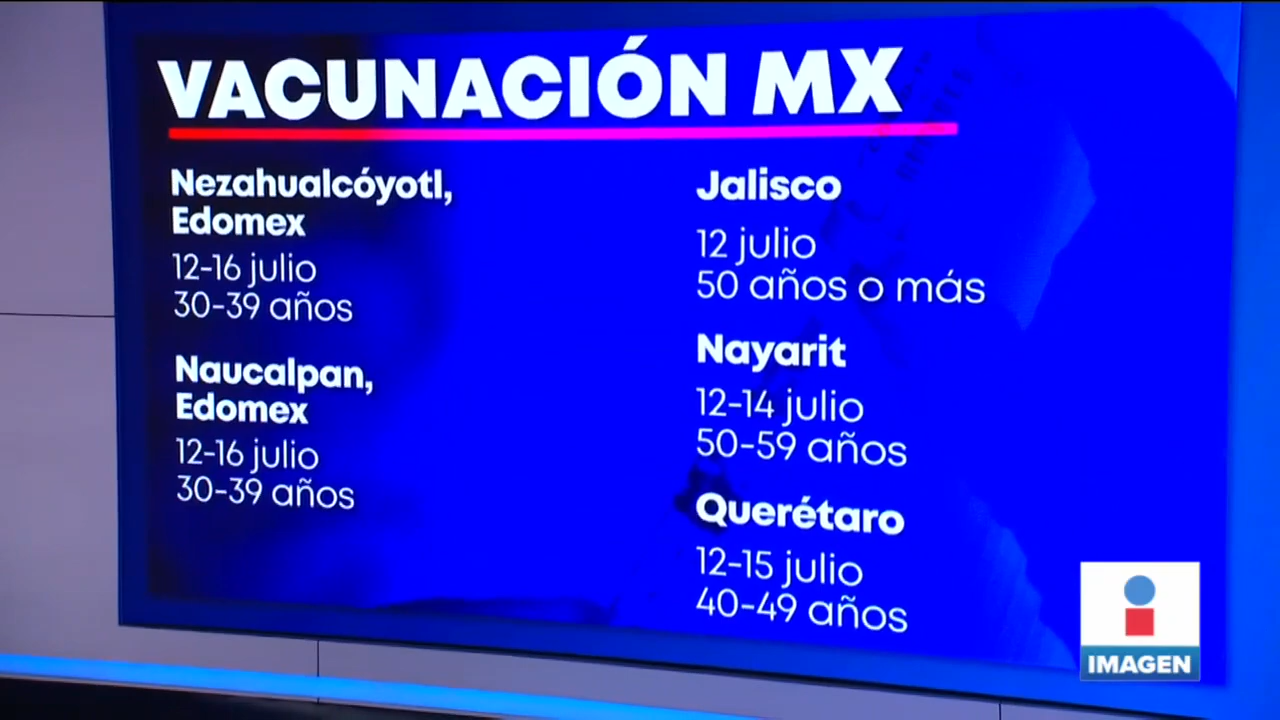 VACUNACIÓN MX
Nezahualcóyotl,
Edomex
12-16 julio
30-39 años
Naucalpan,
Edomex
12-16 julio
30-39 años
Jalisco
12 julio
50 años o más
Nayarit
12-14 julio
50-59 años
Querétaro
12-15 julio
40-49 años
IMAGEN